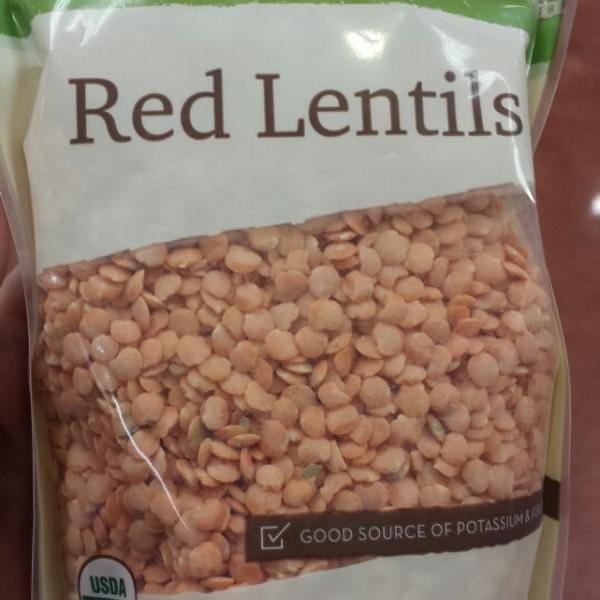 Red Lentils
GOOD SOURCE OF POTASSIUM &
USDA